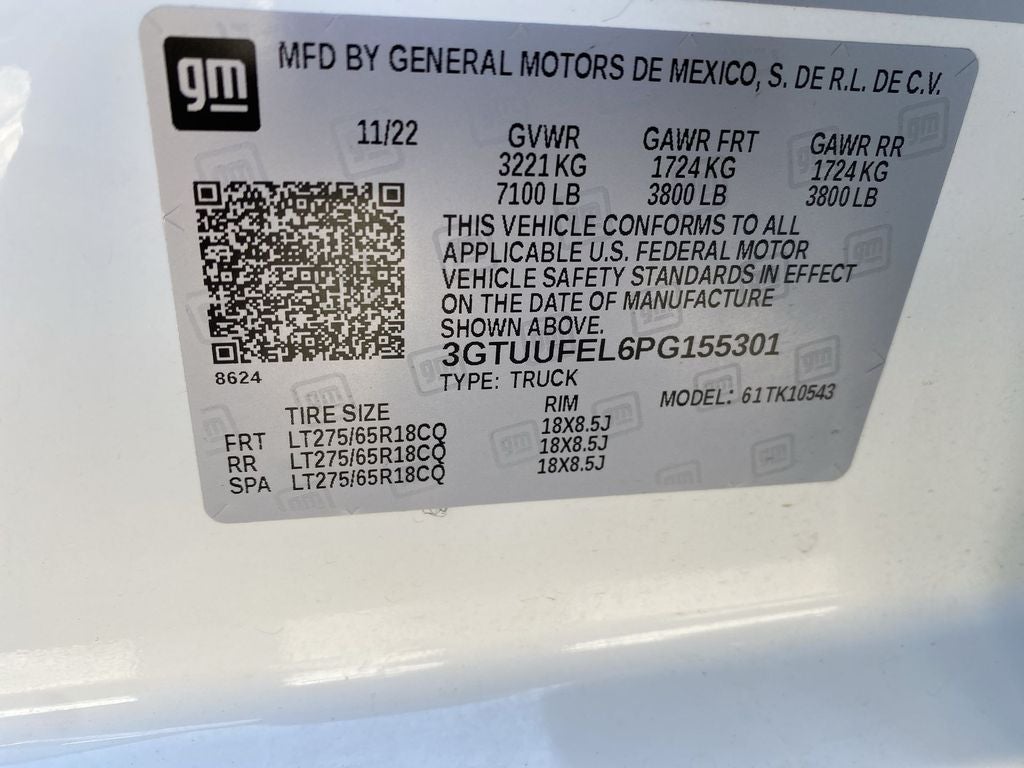 gm
MFD BY GENERAL MOTORS DE MEXICO, S. DE R.L. DE C.V.
11/22 GVWR GAWR FRT GAWR RR
3221 KG 1724 KG 1724 KG
7100 LB 3800 LB 3800 LB
THIS VEHICLE CONFORMS TO ALL
APPLICABLE U.S. FEDERAL MOTOR
VEHICLE SAFETY STANDARDS IN EFFECT
ON THE DATE OF MANUFACTURE
SHOWN ABOVE.
3GTUUFEL6PG155301
8624
TYPE: TRUCK MODEL: 61TK10543
TIRE SIZE RIM
FRT LT275/65R18CQ 18X8.5J
RR LT275/65R18CQ 18X8.5J
SPA LT275/65R18CQ 18X8.5J